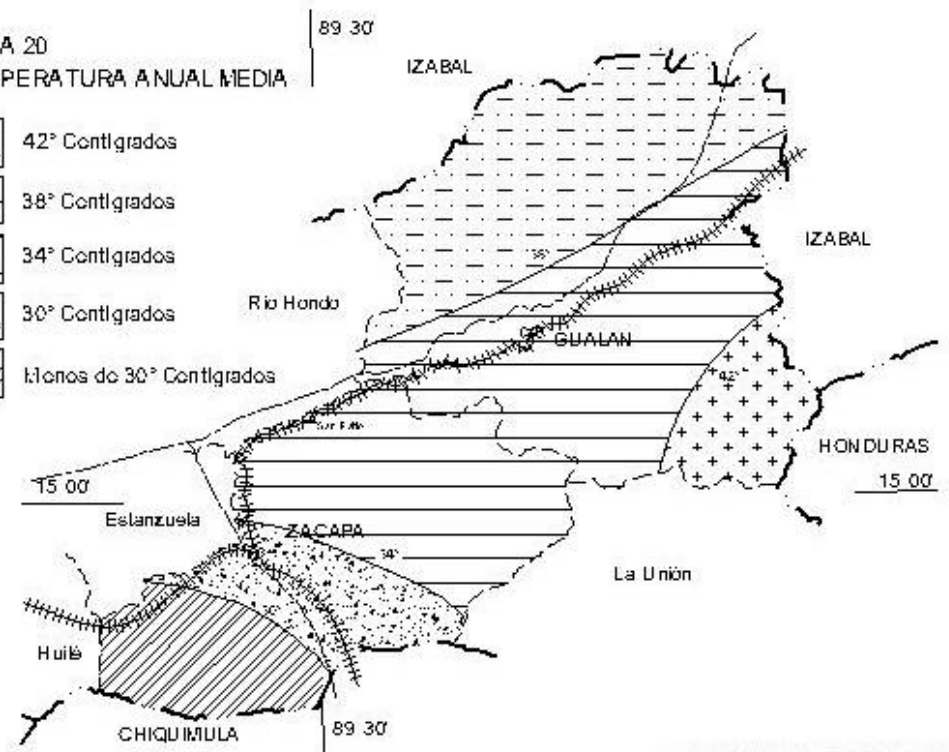 A 20
PERATURA ANUAL MEDIA
89 30'
IZABAL
42° Centigrados
38° Centigrados
34° Centigrados
30° Centigrados
Menos de 30° Centigrados
IZABAL
Rio Hondo
GUALAN
42°
HONDURAS
15 00'
15 00'
Estanzuela
ZACAPA
34°
La Unión
Huité
CHIQUIMULA
89 30'